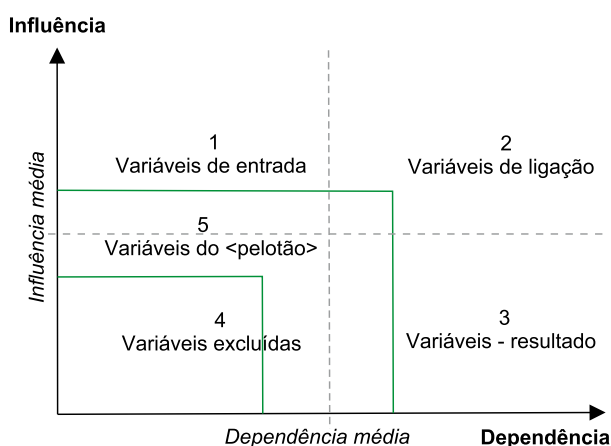 Influência
1
Variáveis de entrada
2
Variáveis de ligação
Influência média
5
Variáveis do <pelotão>
4
Variáveis excluídas
3
Variáveis - resultado
Dependência média
Dependência